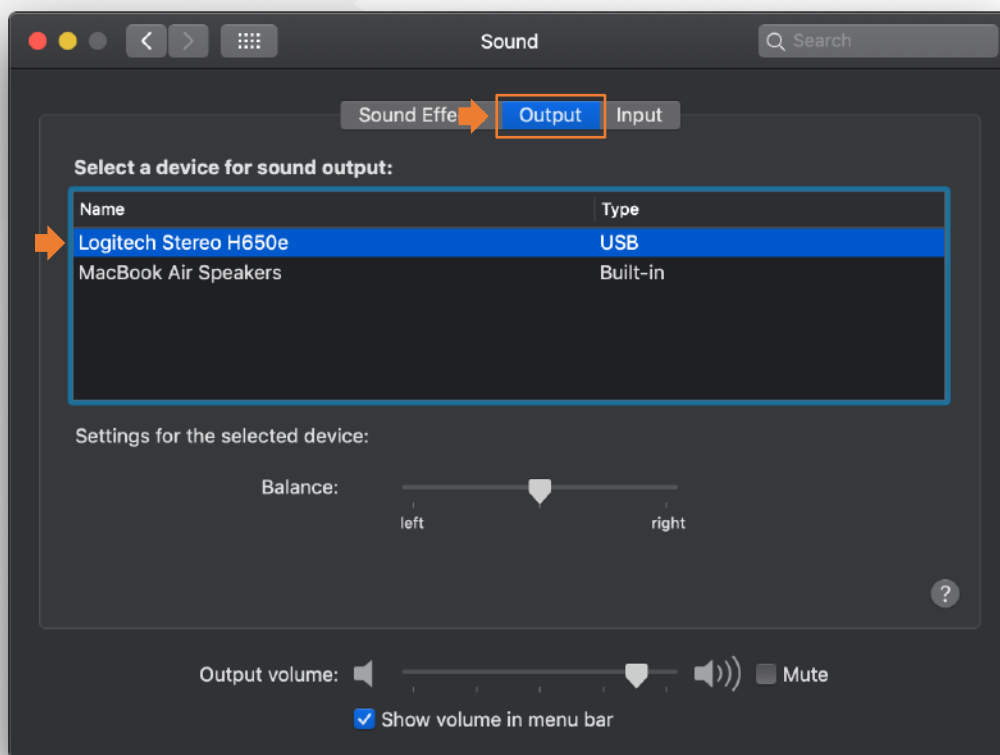 Sound
Search
Sound Effe
Output
Input
Select a device for sound output:
Name Type
Logitech Stereo H650e USB
MacBook Air Speakers Built-in
Settings for the selected device:
Balance:
left right
?
Output volume: Mute
Show volume in menu bar